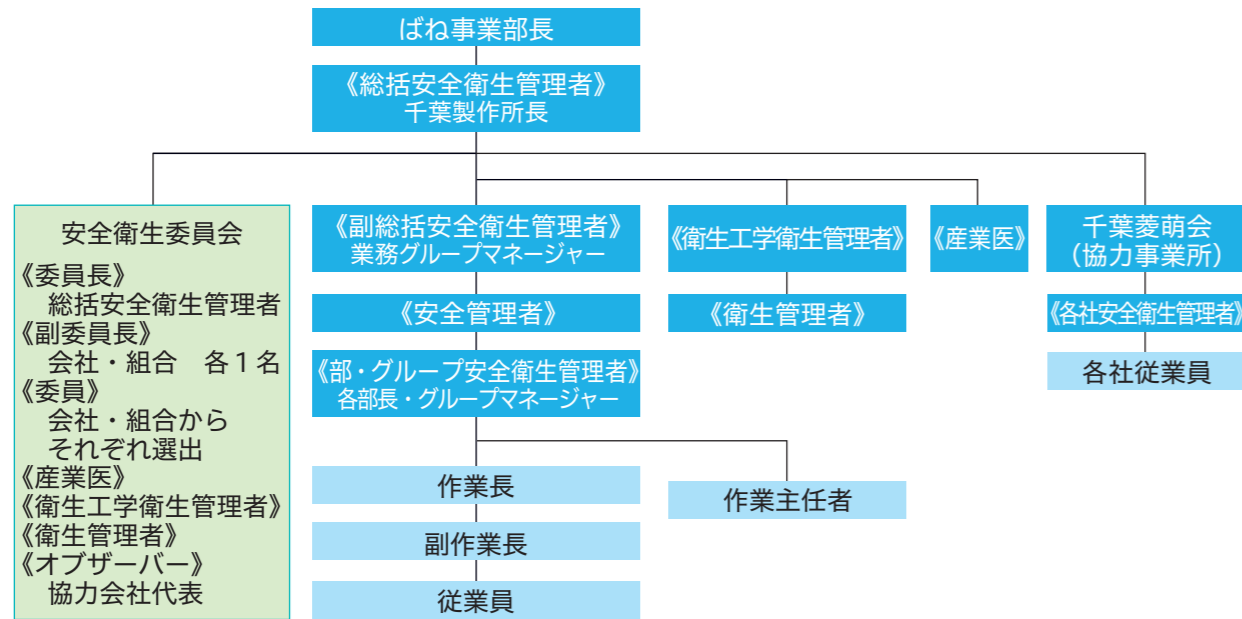 ばね事業部長
《総括安全衛生管理者》
千葉製作所長
安全衛生委員会
《委員長》
総括安全衛生管理者
《副委員長》
会社・組合　各１名
《委員》
会社・組合から
それぞれ選出
《産業医》
《衛生工学衛生管理者》
《衛生管理者》
《オブザーバー》
協力会社代表
《副総括安全衛生管理者》
業務グループマネージャー
《安全管理者》
《部・グループ安全衛生管理者》
各部長・グループマネージャー
作業長
副作業長
従業員
作業主任者
《衛生工学衛生管理者》
《衛生管理者》
《産業医》
千葉菱萌会
（協力事業所）
《各社安全衛生管理者》
各社従業員